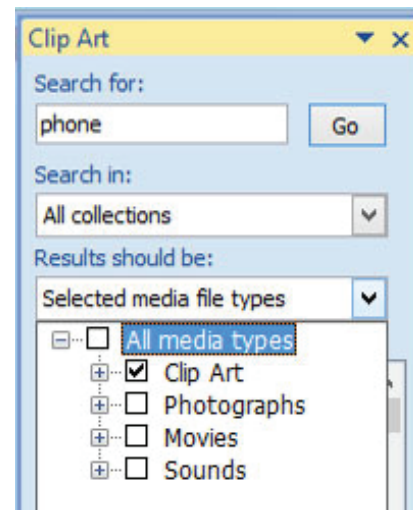 Clip Art
Search for:
phone Go
Search in:
All collections
Results should be:
Selected media file types
All media types
Clip Art
Photographs
Movies
Sounds